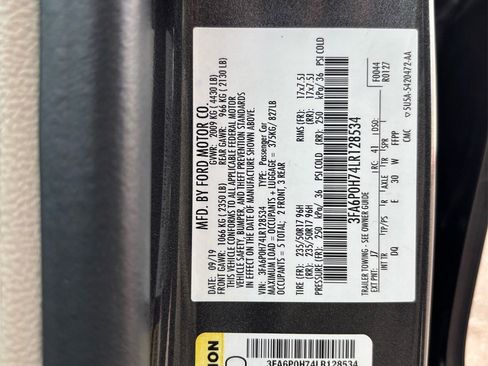 MFD. BY FORD MOTOR CO.
DATE: 09/19 GVWR: 2009 KG (4430 LB)
FRONT GAWR: 1066 KG (2350LB) REAR GAWR: 966 KG (2130 LB)
THIS VEHICLE CONFORMS TO ALL APPLICABLE FEDERAL MOTOR
VEHICLE SAFETY, BUMPER, AND THEFT PREVENTION STANDARDS
IN EFFECT ON THE DATE OF MANUFACTURE SHOWN ABOVE.
VIN: 3FA6P0H74LR128534 TYPE: Passenger Car
MAXIMUM LOAD = OCCUPANTS + LUGGAGE = 375KG/ 827LB
OCCUPANTS = 5 TOTAL; 2 FRONT, 3 REAR
TIRE (FR): 235/50R17 96H RIMS (FR): 17x7.5J
TIRE (RR): 235/50R17 96H RIMS (RR): 17x7.5J
PRESSURE (FR): 250 kPa/ 36 PSI COLD (RR): 250 kPa/ 36 PSI COLD
3FA6P0H74LR128534
TRAILER TOWING - SEE OWNER GUIDE
F0044
R0127
EXT PNT: J7 RC: 41 DSO:
INT TR TP/PS R AXLE TR SPR
DQ E 30 W FFPP
CMC SU5A-5420472-AA
3FA6P0H74LR128534